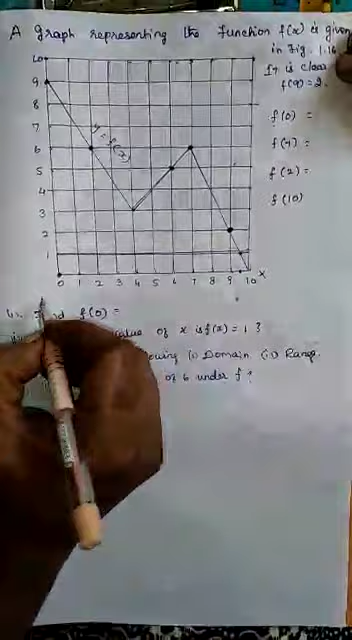 A graph representing the function f(x) is given
in Fig. 1.16
It is clear
f(9) = 2.
f(0) =
f(7) =
f(2) =
f(10)
10
9
8
7
6
5
4
3
2
1
y = f(x)
0 1 2 3 4 5 6 7 8 9 10 X
f(0) =
value of x is f(x) = 1 ?
(i) Domain (ii) Range.
of 6 under f ?